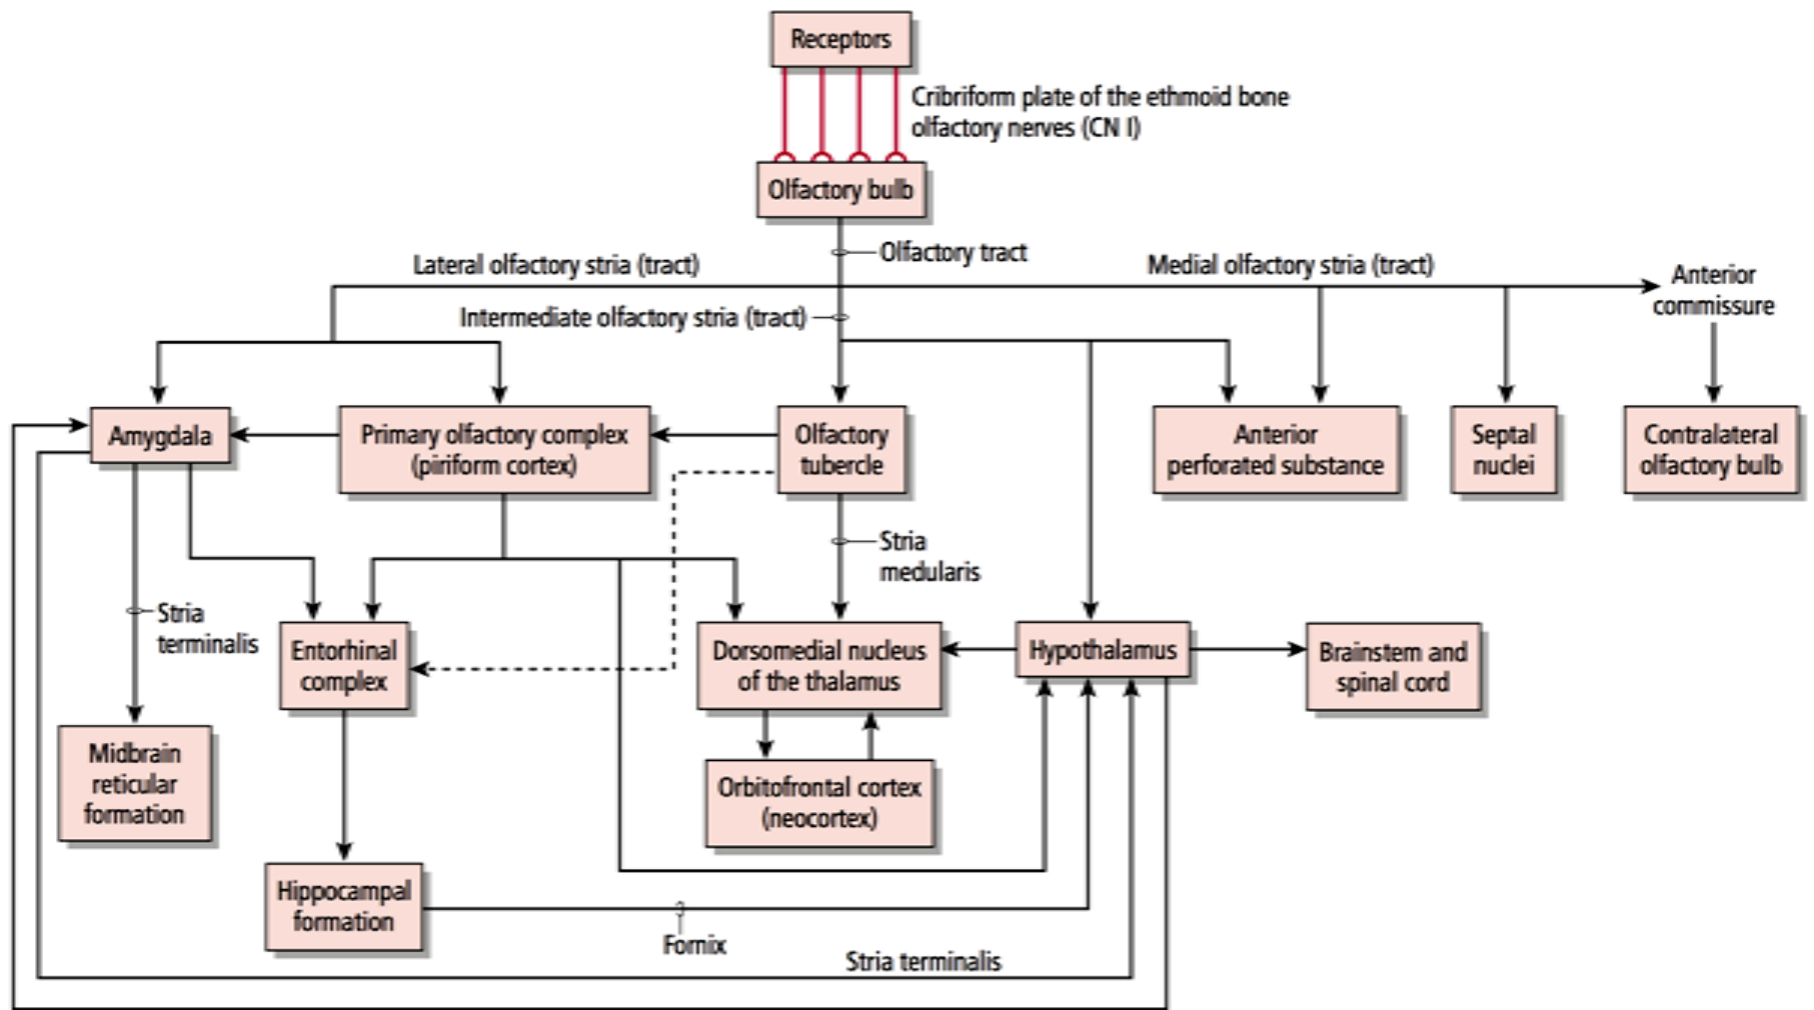 Receptors
Cribriform plate of the ethmoid bone
olfactory nerves (CN I)
Olfactory bulb
Olfactory tract
Lateral olfactory stria (tract)
Medial olfactory stria (tract)
Anterior
commissure
Intermediate olfactory stria (tract)
Amygdala
Primary olfactory complex
(piriform cortex)
Olfactory
tubercle
Anterior
perforated substance
Septal
nuclei
Contralateral
olfactory bulb
Stria
medularis
Stria
terminalis
Entorhinal
complex
Dorsomedial nucleus
of the thalamus
Hypothalamus
Brainstem and
spinal cord
Midbrain
reticular
formation
Orbitofrontal cortex
(neocortex)
Hippocampal
formation
Fornix
Stria terminalis